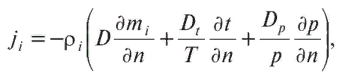 j_i = -ρ_i ( D ∂m_i/∂n + D_t/T ∂t/∂n + D_p/p ∂p/∂n ),